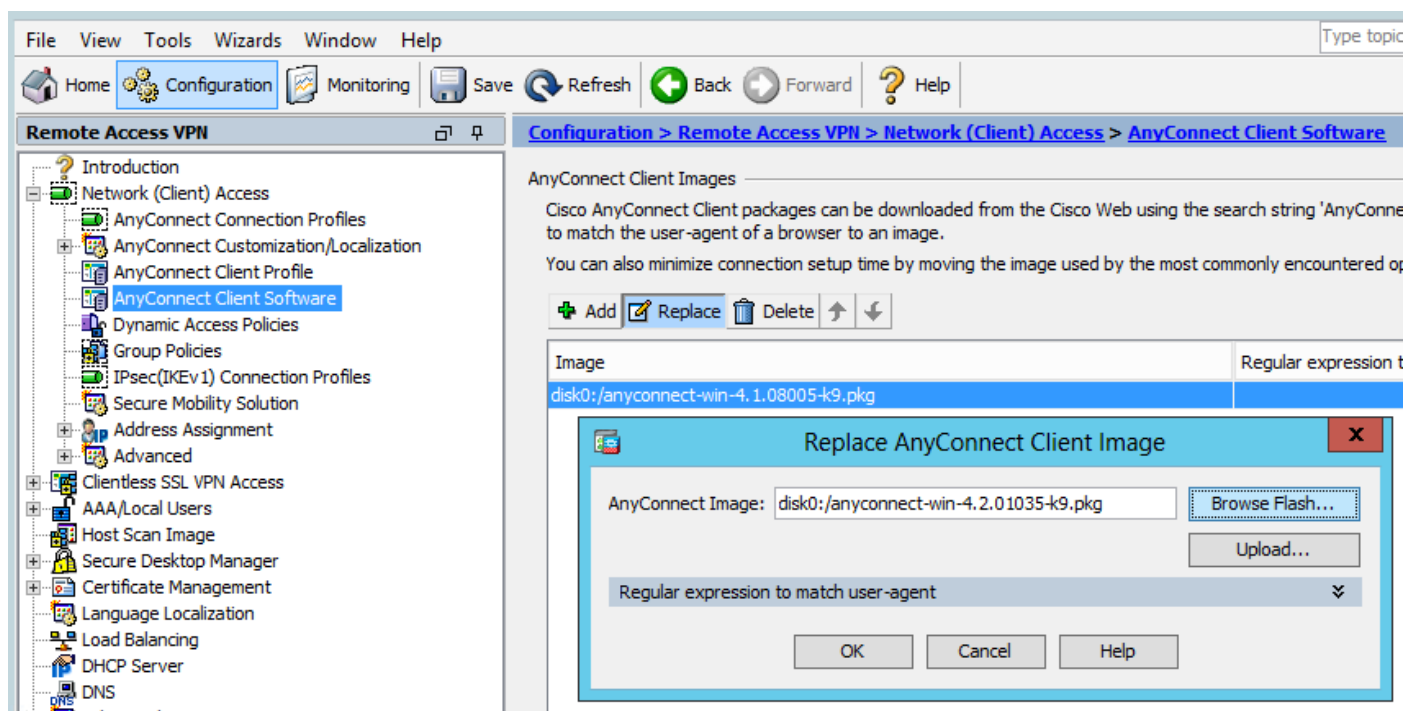 File View Tools Wizards Window Help
Type topic
Home Configuration Monitoring Save Refresh Back Forward Help
Remote Access VPN
Introduction
Network (Client) Access
AnyConnect Connection Profiles
AnyConnect Customization/Localization
AnyConnect Client Profile
AnyConnect Client Software
Dynamic Access Policies
Group Policies
IPsec(IKEv1) Connection Profiles
Secure Mobility Solution
Address Assignment
Advanced
Clientless SSL VPN Access
AAA/Local Users
Host Scan Image
Secure Desktop Manager
Certificate Management
Language Localization
Load Balancing
DHCP Server
DNS
Configuration > Remote Access VPN > Network (Client) Access > AnyConnect Client Software
AnyConnect Client Images
Cisco AnyConnect Client packages can be downloaded from the Cisco Web using the search string 'AnyConne
to match the user-agent of a browser to an image.
You can also minimize connection setup time by moving the image used by the most commonly encountered op
Add Replace Delete
Image Regular expression t
disk0:/anyconnect-win-4.1.08005-k9.pkg
Replace AnyConnect Client Image
x
AnyConnect Image: disk0:/anyconnect-win-4.2.01035-k9.pkg Browse Flash...
Upload...
Regular expression to match user-agent
OK Cancel Help